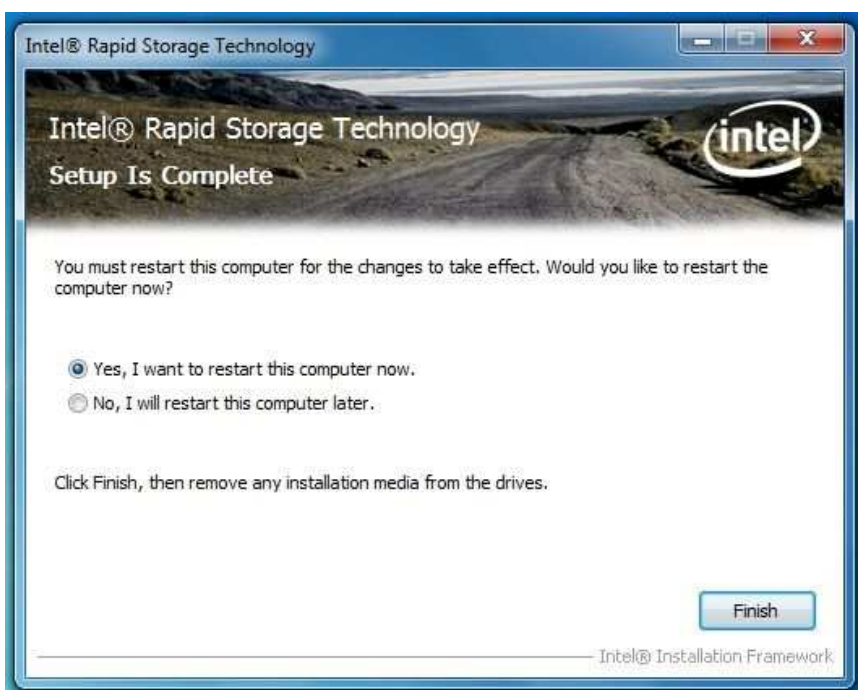 Intel® Rapid Storage Technology
Intel® Rapid Storage Technology
Setup Is Complete
intel
You must restart this computer for the changes to take effect. Would you like to restart the
computer now?
Yes, I want to restart this computer now.
No, I will restart this computer later.
Click Finish, then remove any installation media from the drives.
Finish
Intel® Installation Framework